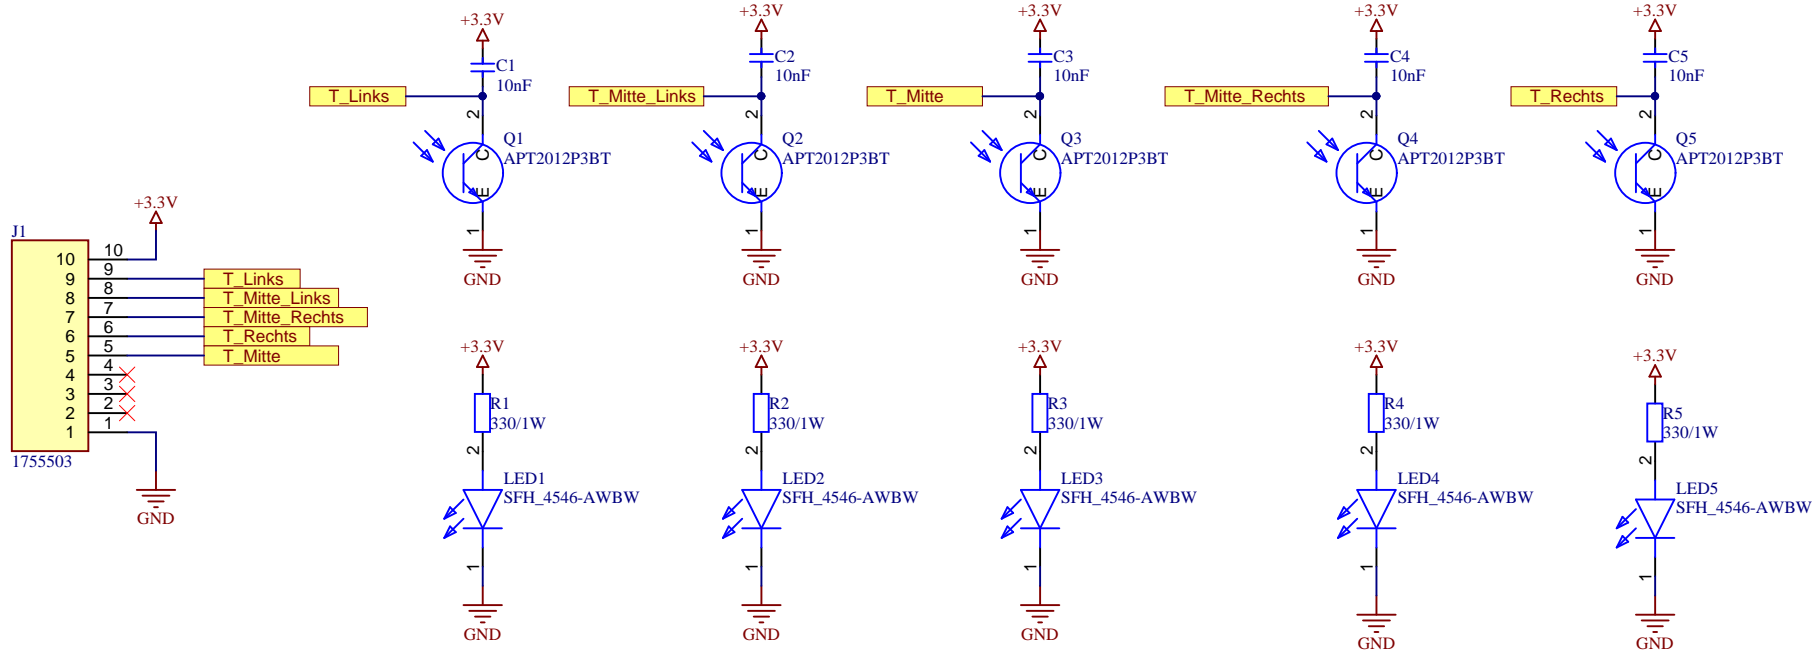 +3.3V
C1
10nF
T_Links
2
Q1
APT2012P3BT
C
E
1
GND
+3.3V
C2
10nF
T_Mitte_Links
2
Q2
APT2012P3BT
C
E
1
GND
+3.3V
C3
10nF
T_Mitte
2
Q3
APT2012P3BT
C
E
1
GND
+3.3V
C4
10nF
T_Mitte_Rechts
2
Q4
APT2012P3BT
C
E
1
GND
+3.3V
C5
10nF
T_Rechts
2
Q5
APT2012P3BT
C
E
1
GND
J1
+3.3V
10 10
9 9 T_Links
8 8 T_Mitte_Links
7 7 T_Mitte_Rechts
6 6 T_Rechts
5 5 T_Mitte
4 4
3 3
2 2
1 1
1755503
GND
+3.3V
R1
330/1W
2
LED1
SFH_4546-AWBW
1
GND
+3.3V
R2
330/1W
2
LED2
SFH_4546-AWBW
1
GND
+3.3V
R3
330/1W
2
LED3
SFH_4546-AWBW
1
GND
+3.3V
R4
330/1W
2
LED4
SFH_4546-AWBW
1
GND
+3.3V
R5
330/1W
2
LED5
SFH_4546-AWBW
1
GND